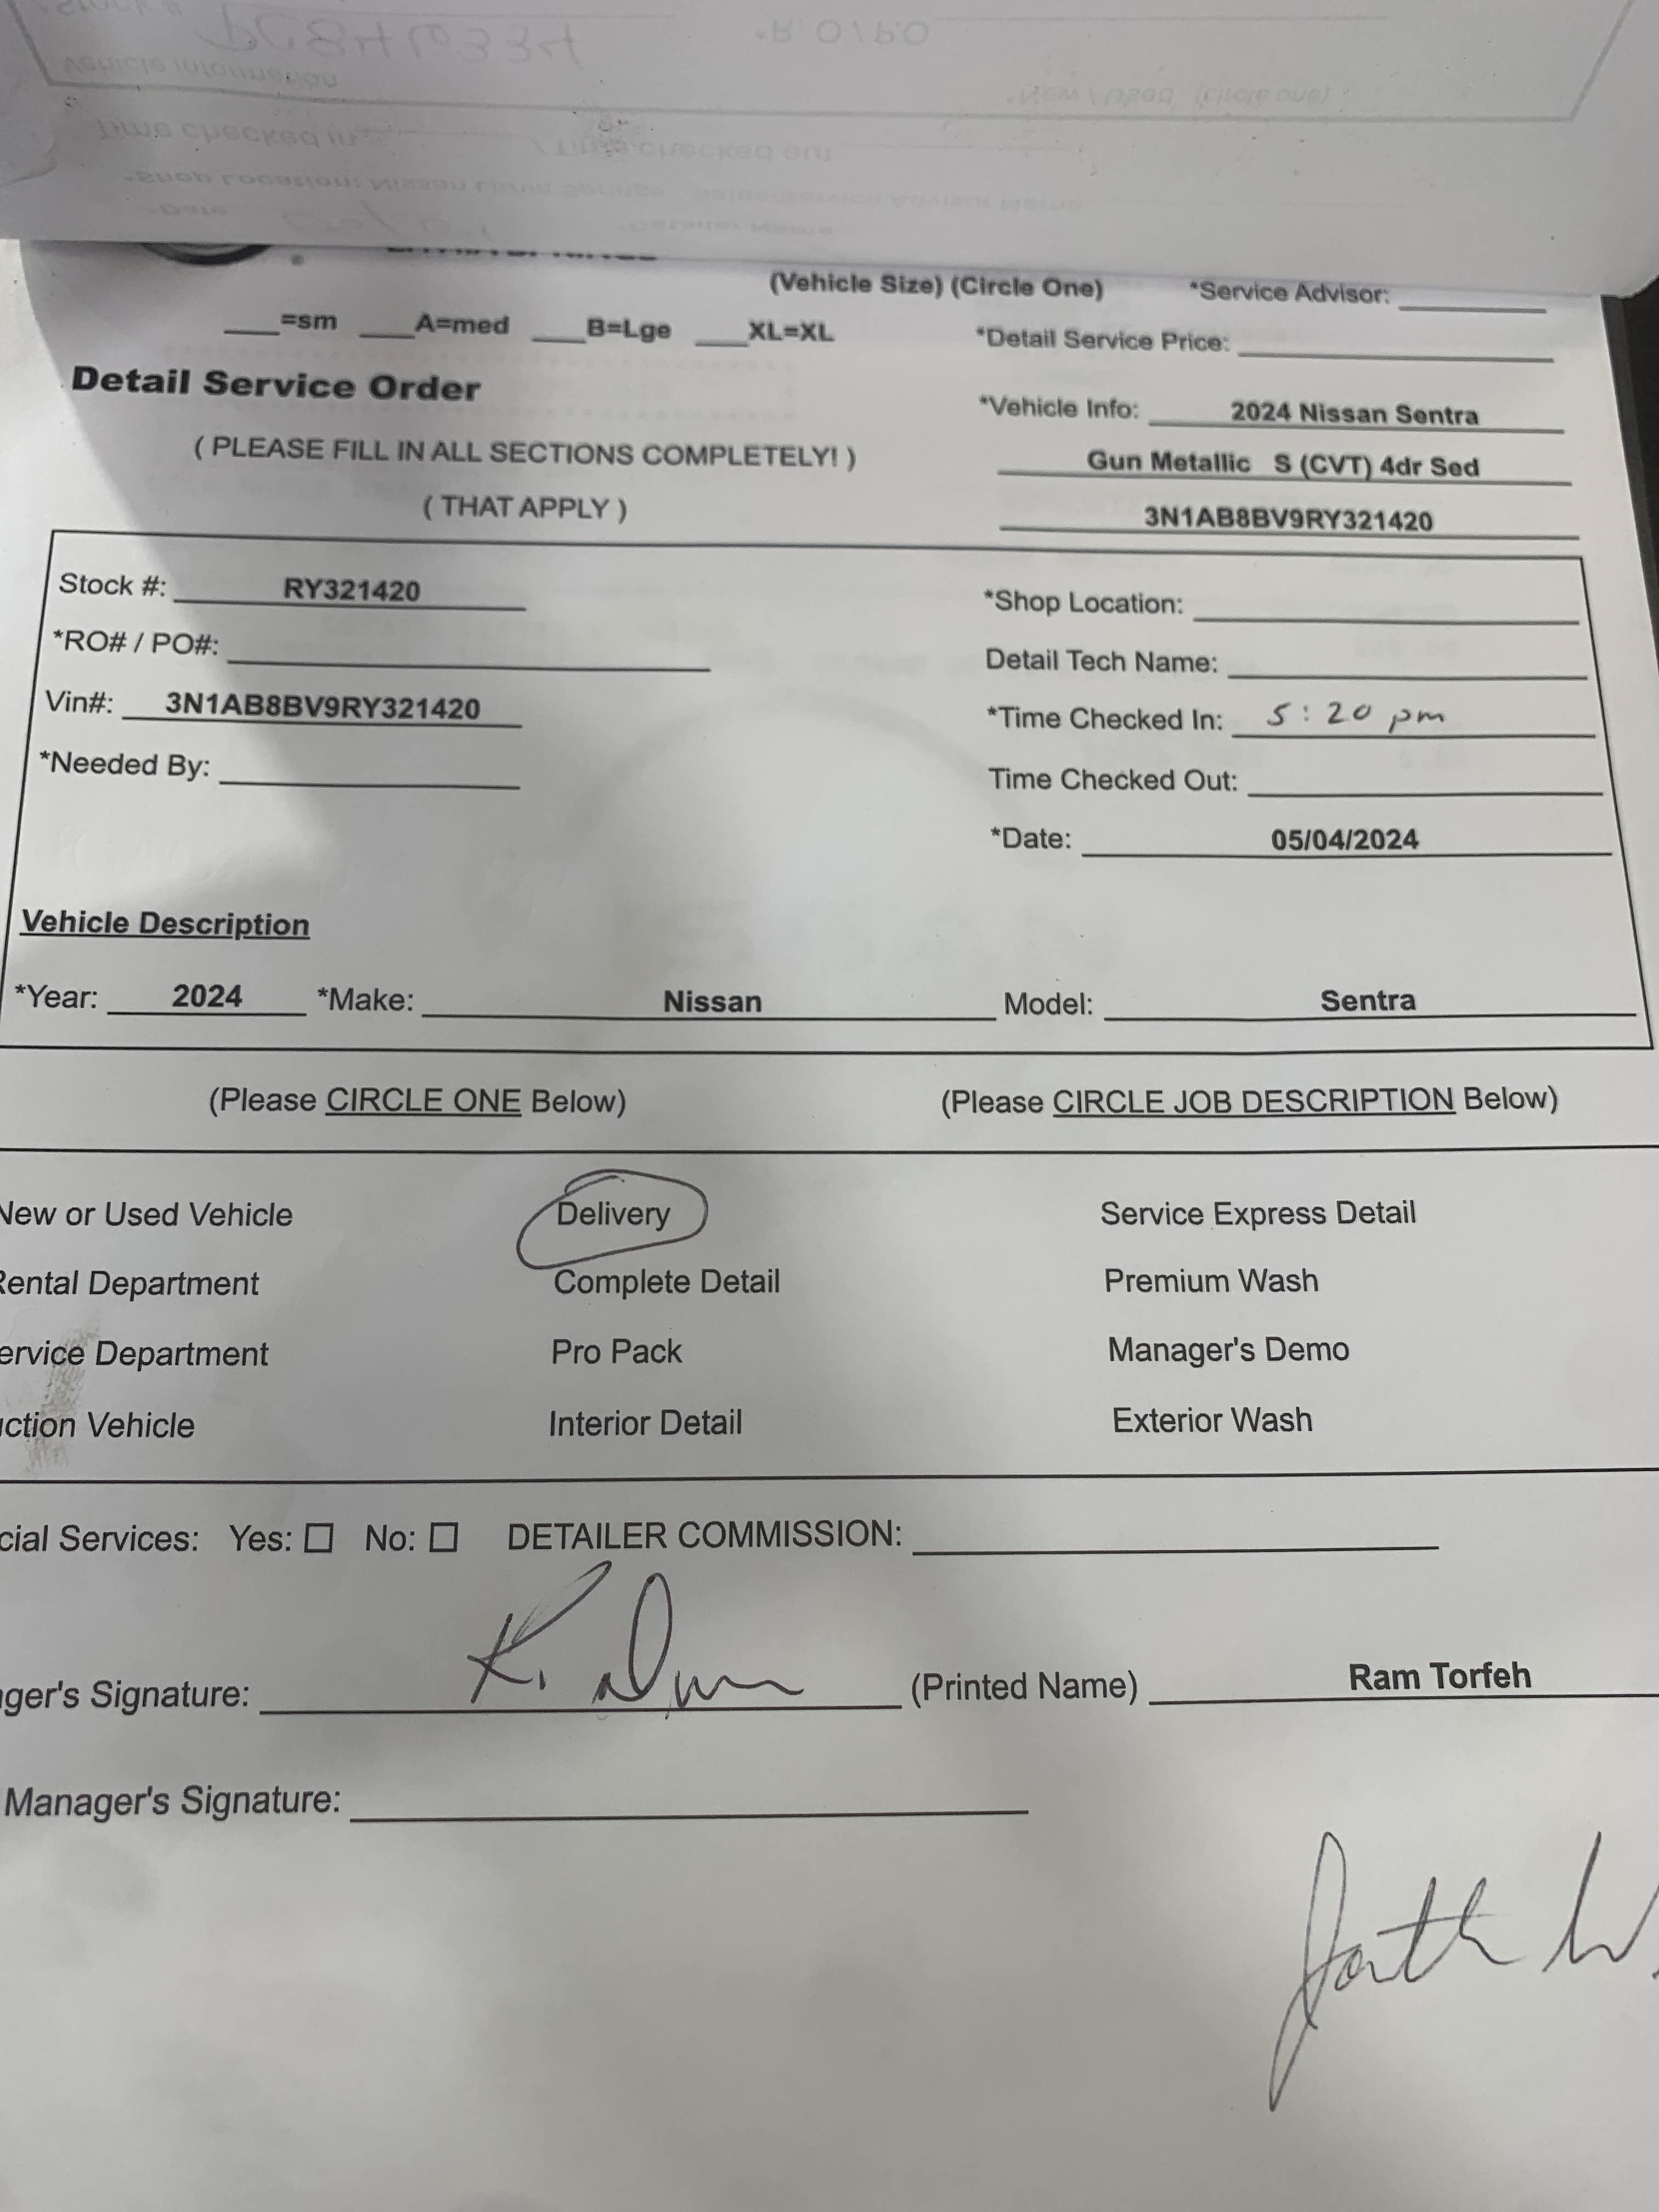 (Vehicle Size) (Circle One) *Service Advisor:
=sm A=med B=Lge XL=XL *Detail Service Price:
Detail Service Order
*Vehicle Info: 2024 Nissan Sentra
( PLEASE FILL IN ALL SECTIONS COMPLETELY! ) Gun Metallic S (CVT) 4dr Sed
( THAT APPLY ) 3N1AB8BV9RY321420
Stock #: RY321420 *Shop Location:
*RO# / PO#: Detail Tech Name:
Vin#: 3N1AB8BV9RY321420 *Time Checked In: 5:20 pm
*Needed By: Time Checked Out:
*Date: 05/04/2024
Vehicle Description
*Year: 2024 *Make: Nissan Model: Sentra
(Please CIRCLE ONE Below) (Please CIRCLE JOB DESCRIPTION Below)
New or Used Vehicle Delivery Service Express Detail
Rental Department Complete Detail Premium Wash
ervice Department Pro Pack Manager's Demo
ction Vehicle Interior Detail Exterior Wash
cial Services: Yes: No: DETAILER COMMISSION:
ger's Signature: K. (Printed Name) Ram Torfeh
Manager's Signature: